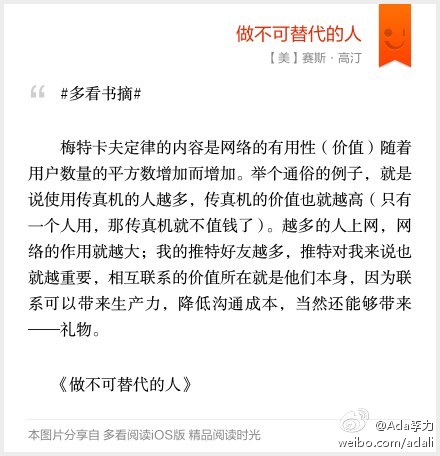 做不可替代的人
【美】赛斯·高汀
“
#多看书摘#
梅特卡夫定律的内容是网络的有用性（价值）随着
用户数量的平方数增加而增加。举个通俗的例子，就是
说使用传真机的人越多，传真机的价值也就越高（只有
一个人用，那传真机就不值钱了）。越多的人上网，网
络的作用就越大；我的推特好友越多，推特对我来说也
就越重要，相互联系的价值所在就是他们本身，因为联
系可以带来生产力，降低沟通成本，当然还能够带来
——礼物。
《做不可替代的人》
本图片分享自 多看阅读iOS版 精品阅读时光
@Ada李力
weibo.com/adali